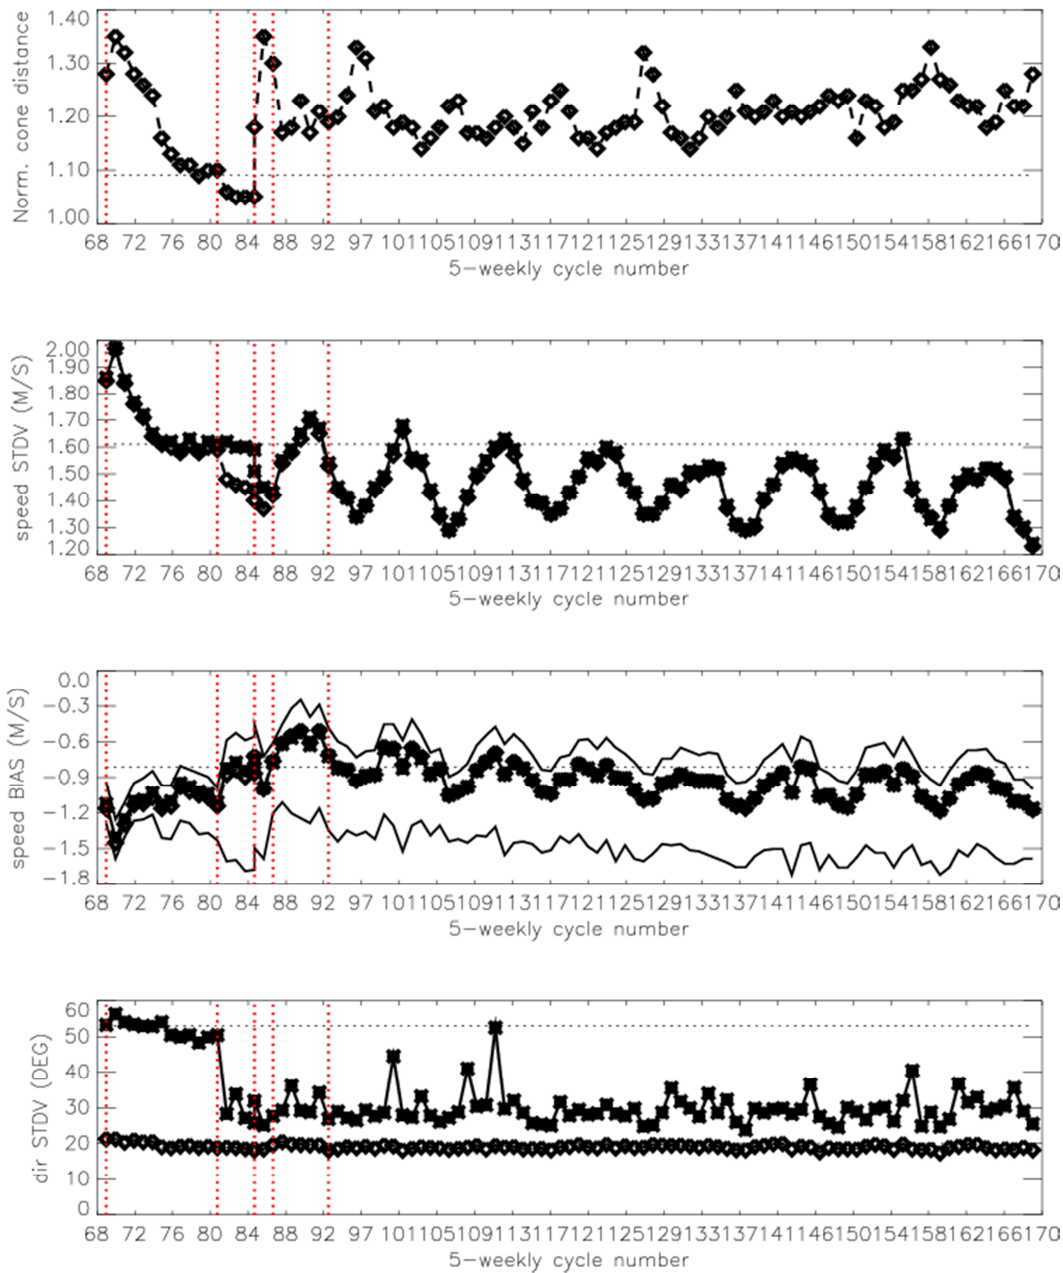 Norm. cone distance
1.40
1.30
1.20
1.10
1.00
68 72 76 80 84 88 92 97 101105109113117121125129133137141146150154158162166170
5-weekly cycle number
speed STDV (M/S)
2.00
1.90
1.80
1.70
1.60
1.50
1.40
1.30
1.20
68 72 76 80 84 88 92 97 101105109113117121125129133137141146150154158162166170
5-weekly cycle number
speed BIAS (M/S)
0.0
-0.3
-0.6
-0.9
-1.2
-1.5
-1.8
68 72 76 80 84 88 92 97 101105109113117121125129133137141146150154158162166170
5-weekly cycle number
dir STDV (DEG)
60
50
40
30
20
10
0
68 72 76 80 84 88 92 97 101105109113117121125129133137141146150154158162166170
5-weekly cycle number